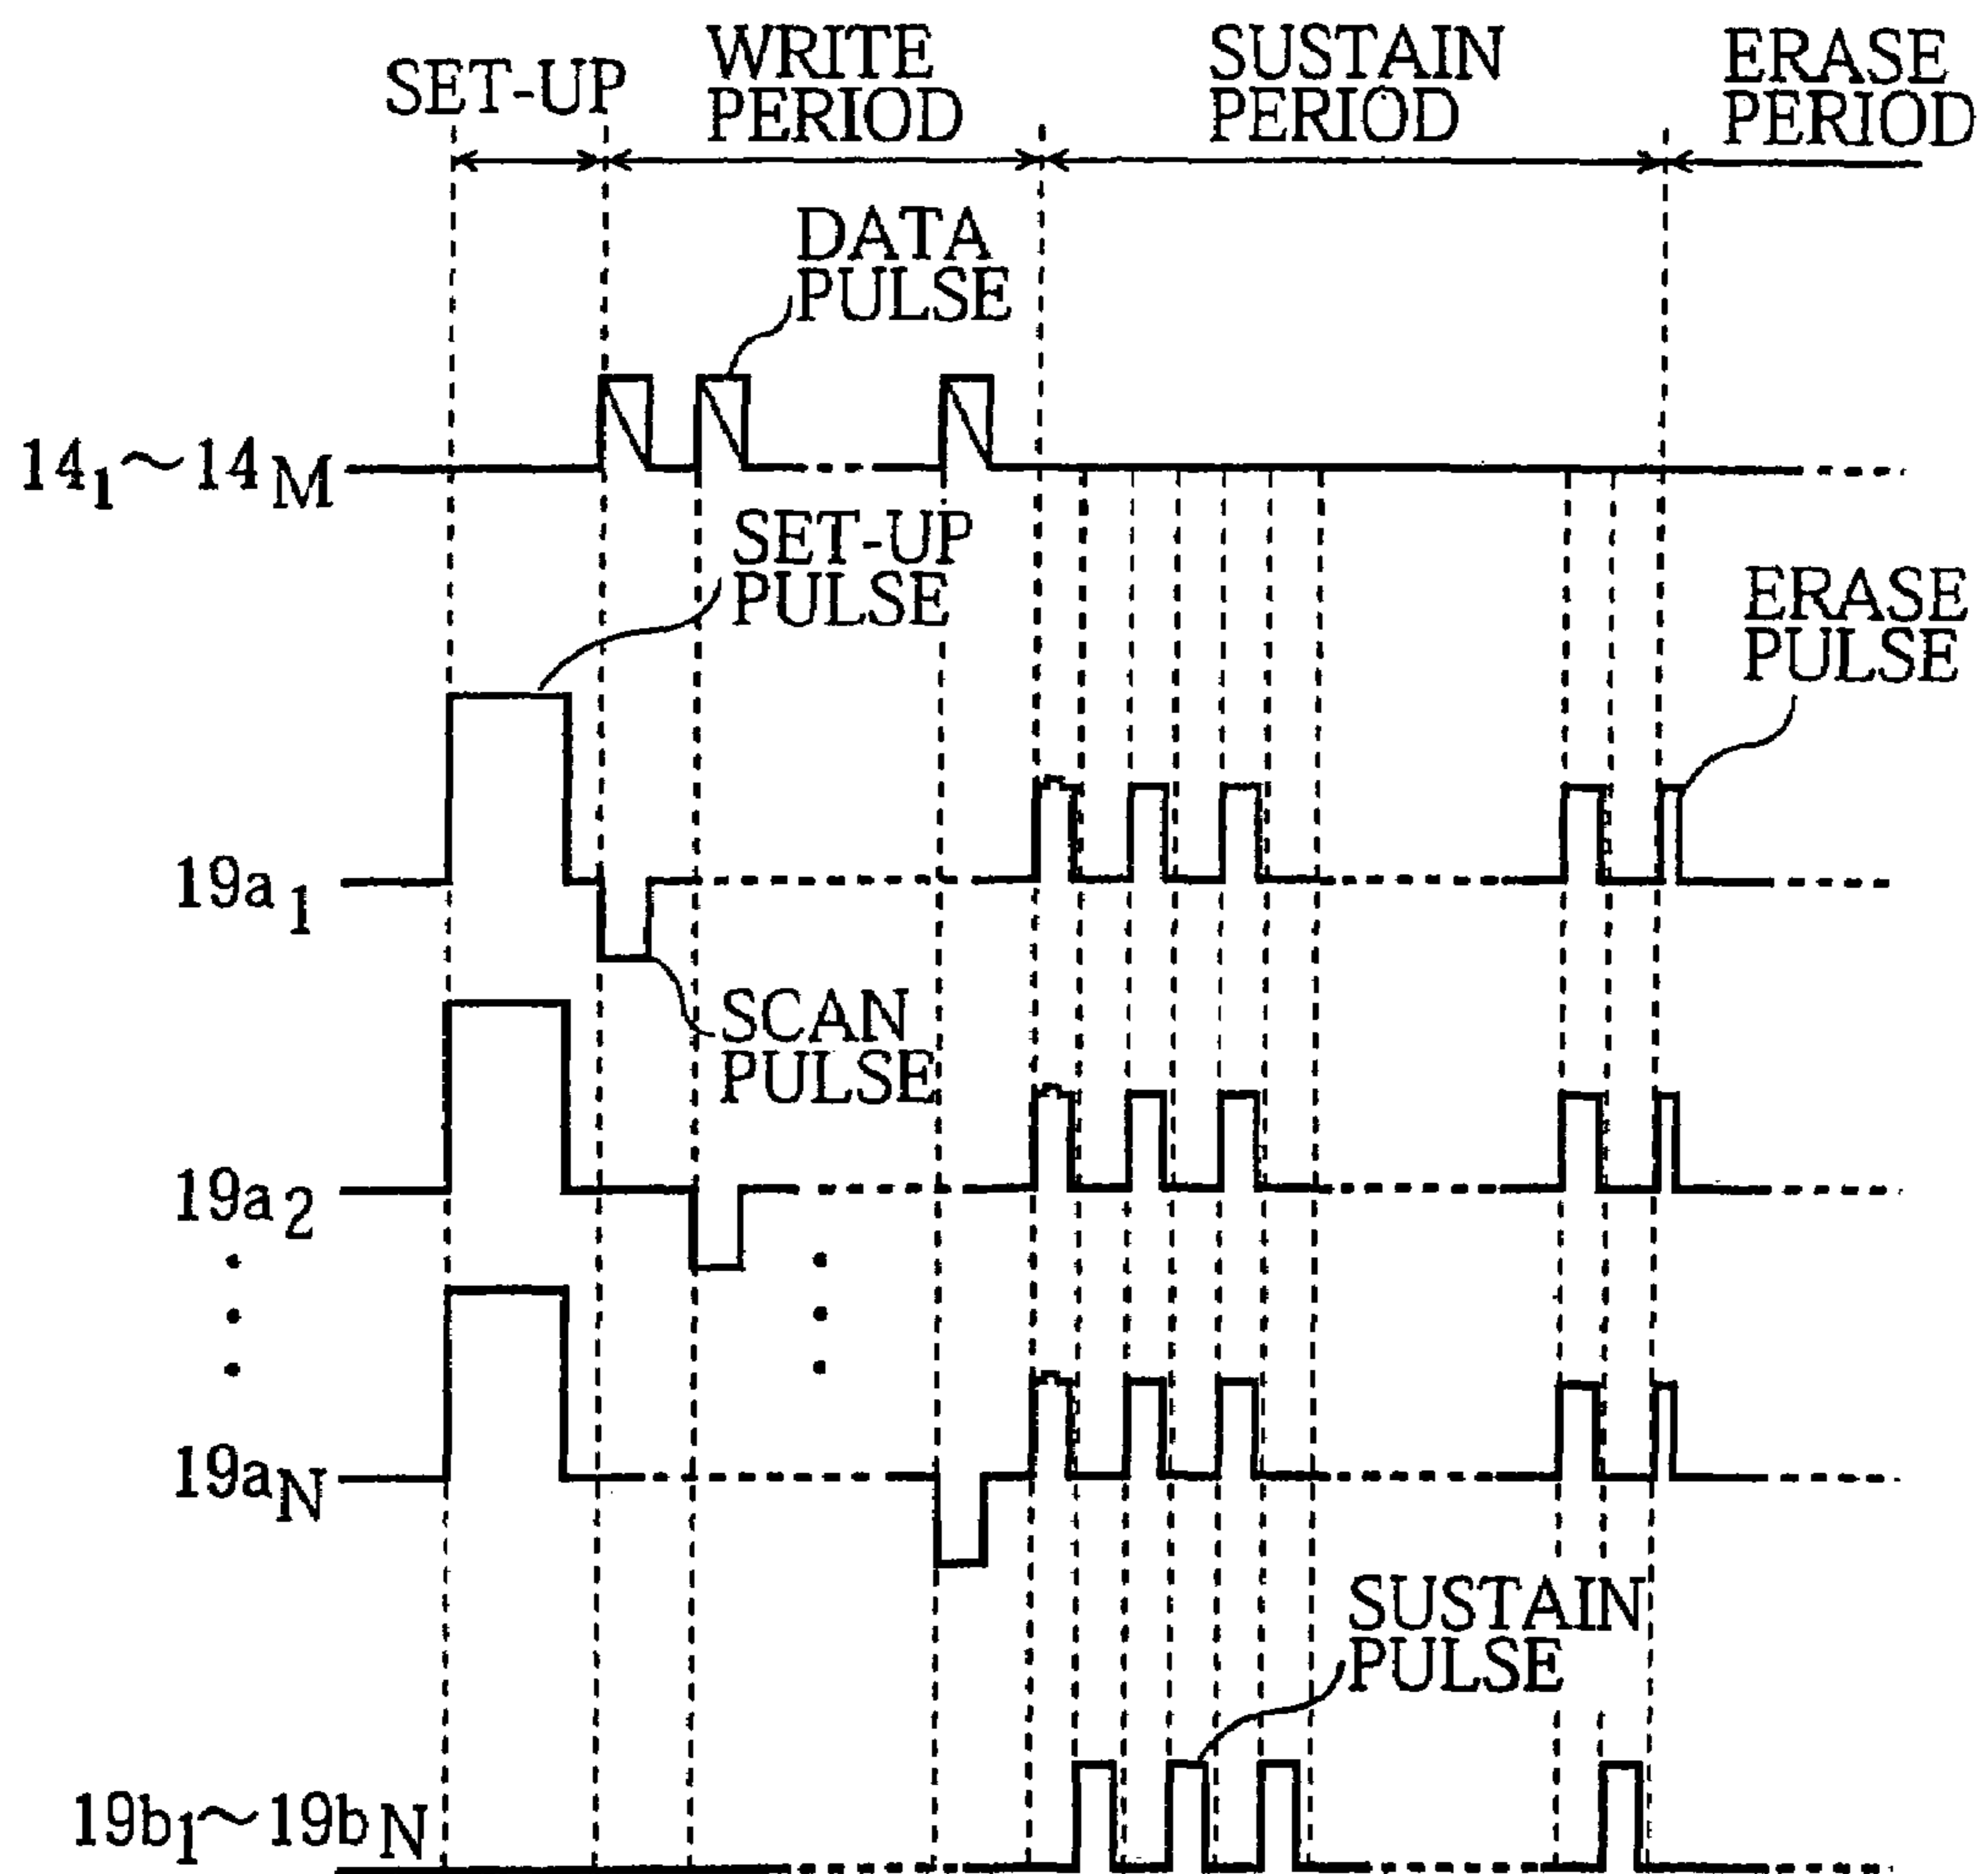 SET-UP
WRITE
PERIOD
SUSTAIN
PERIOD
ERASE
PERIOD
DATA
PULSE
14₁~14M
SET-UP
PULSE
ERASE
PULSE
19a₁
SCAN
PULSE
19a₂
19aN
SUSTAIN
PULSE
19b₁~19bN